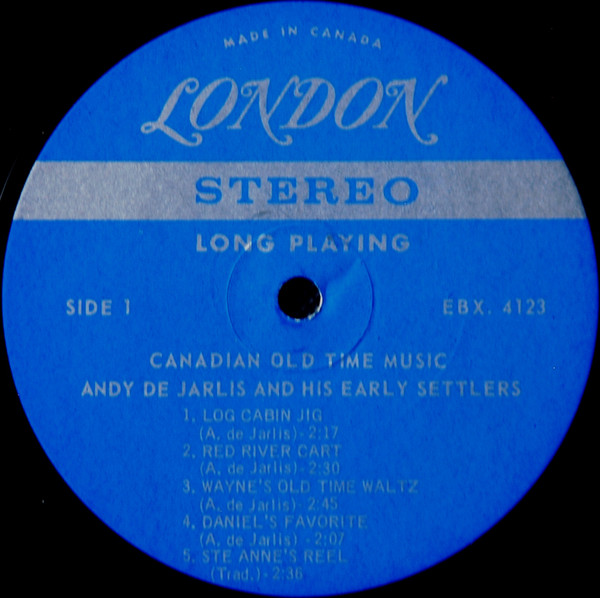 MADE IN CANADA
LONDON
STEREO
LONG PLAYING
SIDE 1 EBX. 4123
CANADIAN OLD TIME MUSIC
ANDY DE JARLIS AND HIS EARLY SETTLERS
1. LOG CABIN JIG
(A. de Jarlis)-2:17
2. RED RIVER CART
(A. de Jarlis)-2:30
3. WAYNE'S OLD TIME WALTZ
(A. de Jarlis)-2:45
4. DANIEL'S FAVORITE
(A. de Jarlis)-2:07
5. STE ANNE'S REEL
(Trad.)-2:36